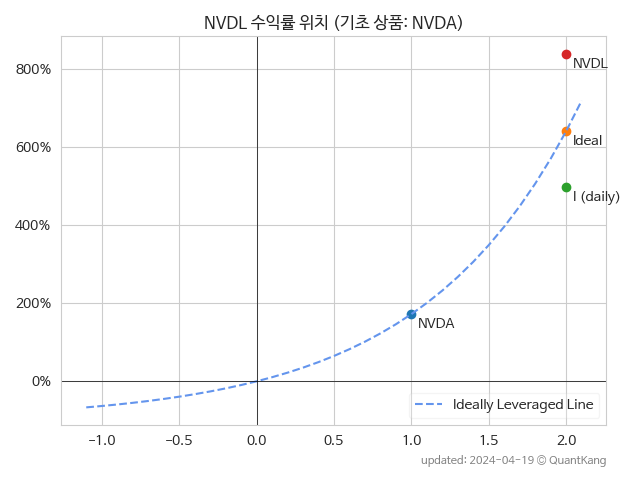 NVDL 수익률 위치 (기초 상품: NVDA)
800%
NVDL
600%
Ideal
I (daily)
400%
200%
NVDA
0%
Ideally Leveraged Line
−1.0 −0.5 0.0 0.5 1.0 1.5 2.0
updated: 2024-04-19 © QuantKang